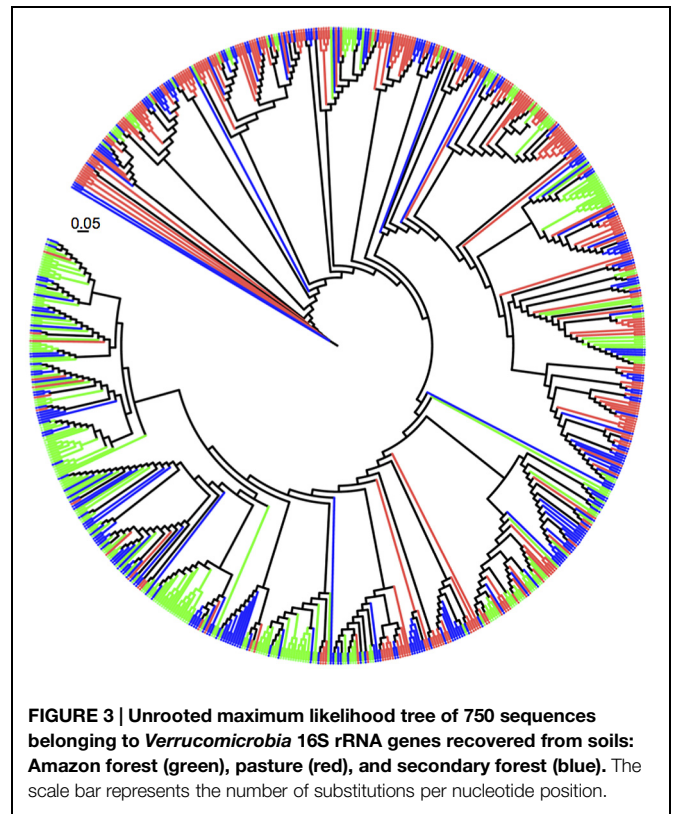 0.05
FIGURE 3 | Unrooted maximum likelihood tree of 750 sequences
belonging to Verrucomicrobia 16S rRNA genes recovered from soils:
Amazon forest (green), pasture (red), and secondary forest (blue). The
scale bar represents the number of substitutions per nucleotide position.